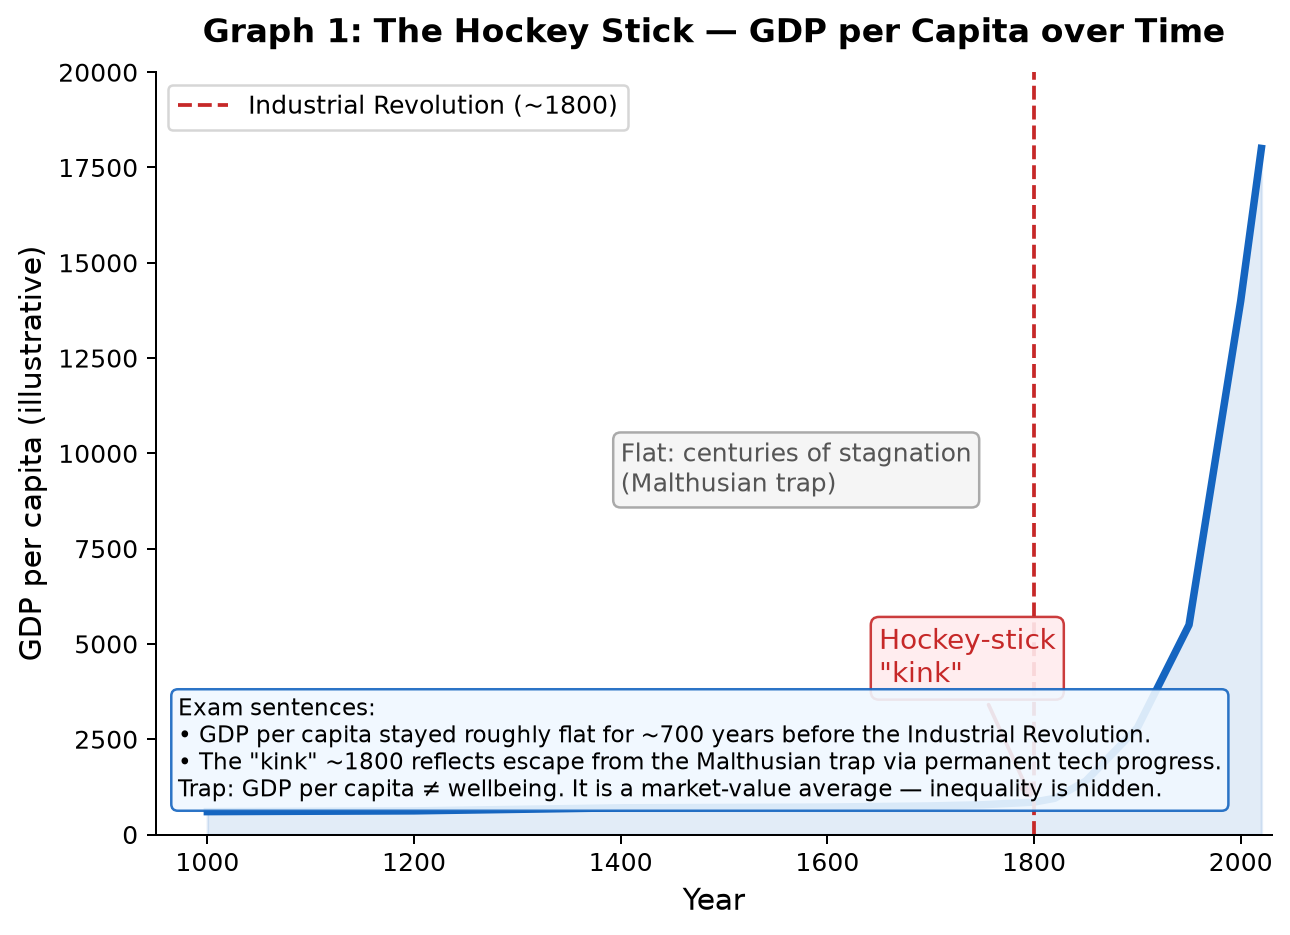 Graph 1: The Hockey Stick — GDP per Capita over Time
20000
17500
15000
12500
10000
7500
5000
2500
0
GDP per capita (illustrative)
Industrial Revolution (~1800)
Flat: centuries of stagnation
(Malthusian trap)
Hockey-stick
"kink"
Exam sentences:
• GDP per capita stayed roughly flat for ~700 years before the Industrial Revolution.
• The "kink" ~1800 reflects escape from the Malthusian trap via permanent tech progress.
Trap: GDP per capita ≠ wellbeing. It is a market-value average — inequality is hidden.
1000
1200
1400
1600
1800
2000
Year